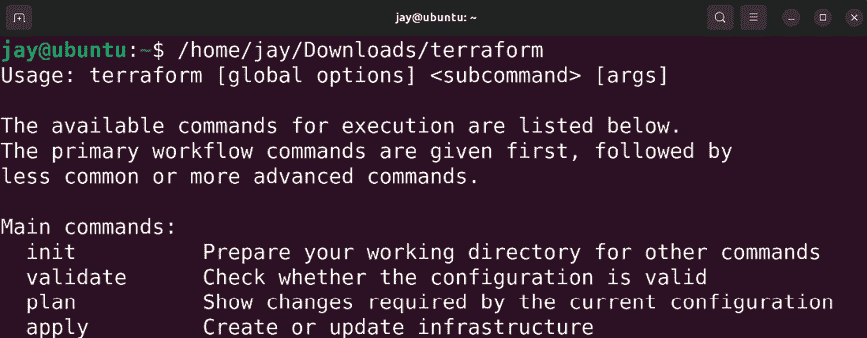 jay@ubuntu: ~
jay@ubuntu:~$ /home/jay/Downloads/terraform
Usage: terraform [global options] <subcommand> [args]

The available commands for execution are listed below.
The primary workflow commands are given first, followed by
less common or more advanced commands.

Main commands:
  init          Prepare your working directory for other commands
  validate      Check whether the configuration is valid
  plan          Show changes required by the current configuration
  apply         Create or update infrastructure